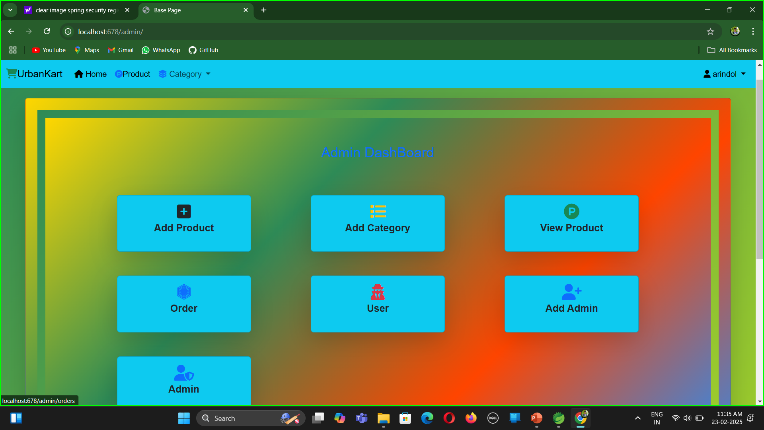 clear image spring security reg
Base Page
localhost:678/admin/
YouTube
Maps
Gmail
WhatsApp
GitHub
All Bookmarks
UrbanKart
Home
Product
Category
arindol
Admin DashBoard
Add Product
Add Category
View Product
Order
User
Add Admin
Admin
localhost:678/admin/orders
Search
ENG
IN
11:35 AM
23-02-2025